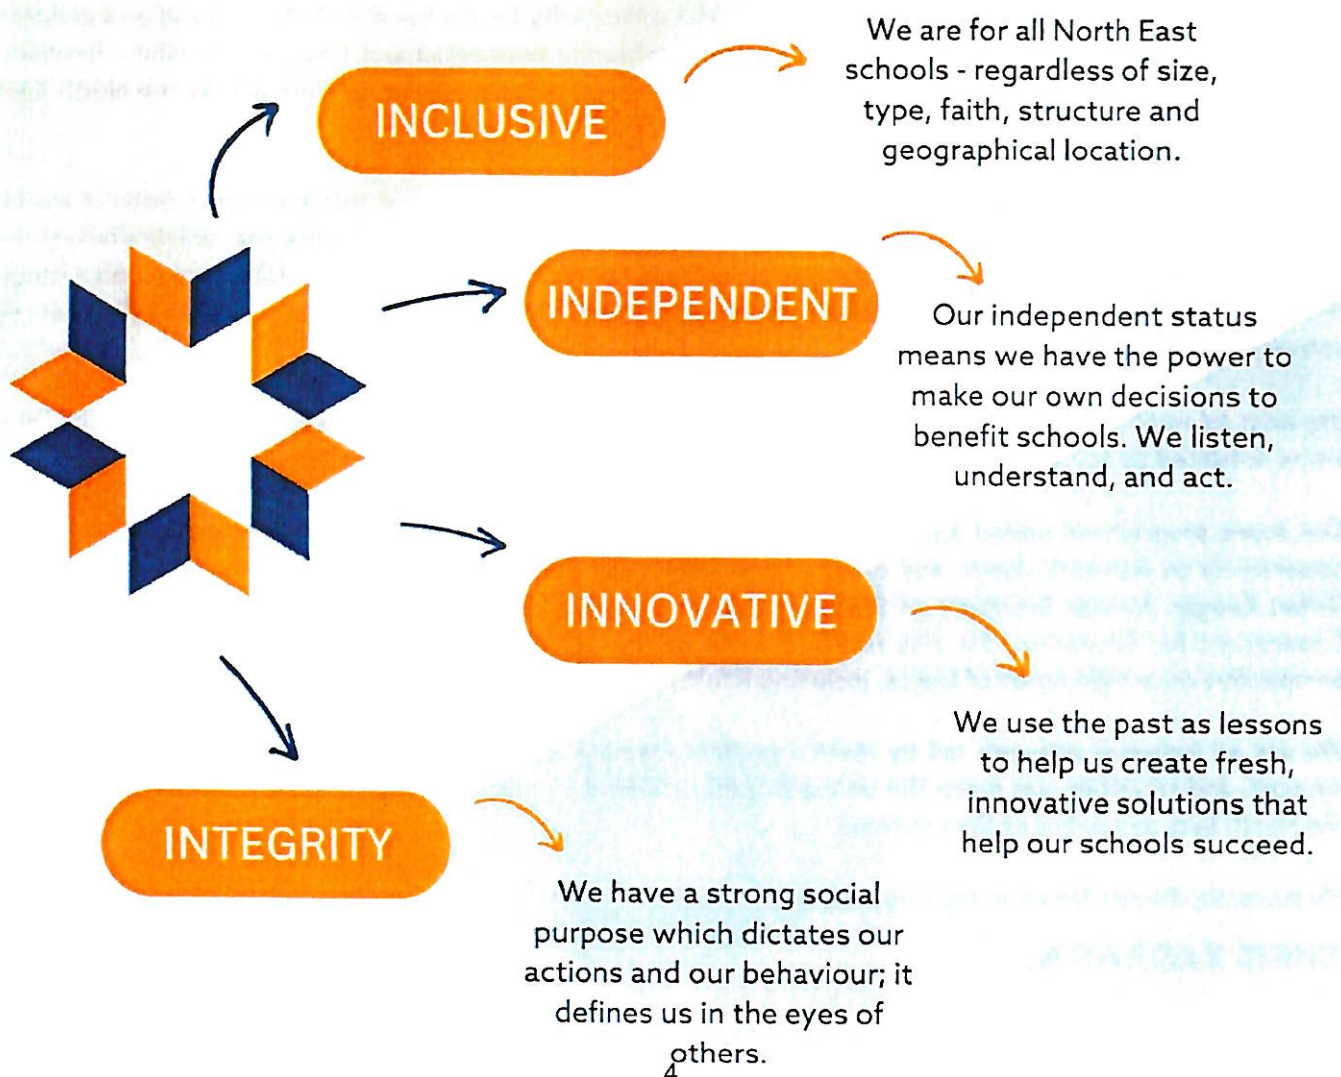 INCLUSIVE
We are for all North East
schools - regardless of size,
type, faith, structure and
geographical location.
INDEPENDENT
Our independent status
means we have the power to
make our own decisions to
benefit schools. We listen,
understand, and act.
INNOVATIVE
We use the past as lessons
to help us create fresh,
innovative solutions that
help our schools succeed.
INTEGRITY
We have a strong social
purpose which dictates our
actions and our behaviour; it
defines us in the eyes of
others.
4